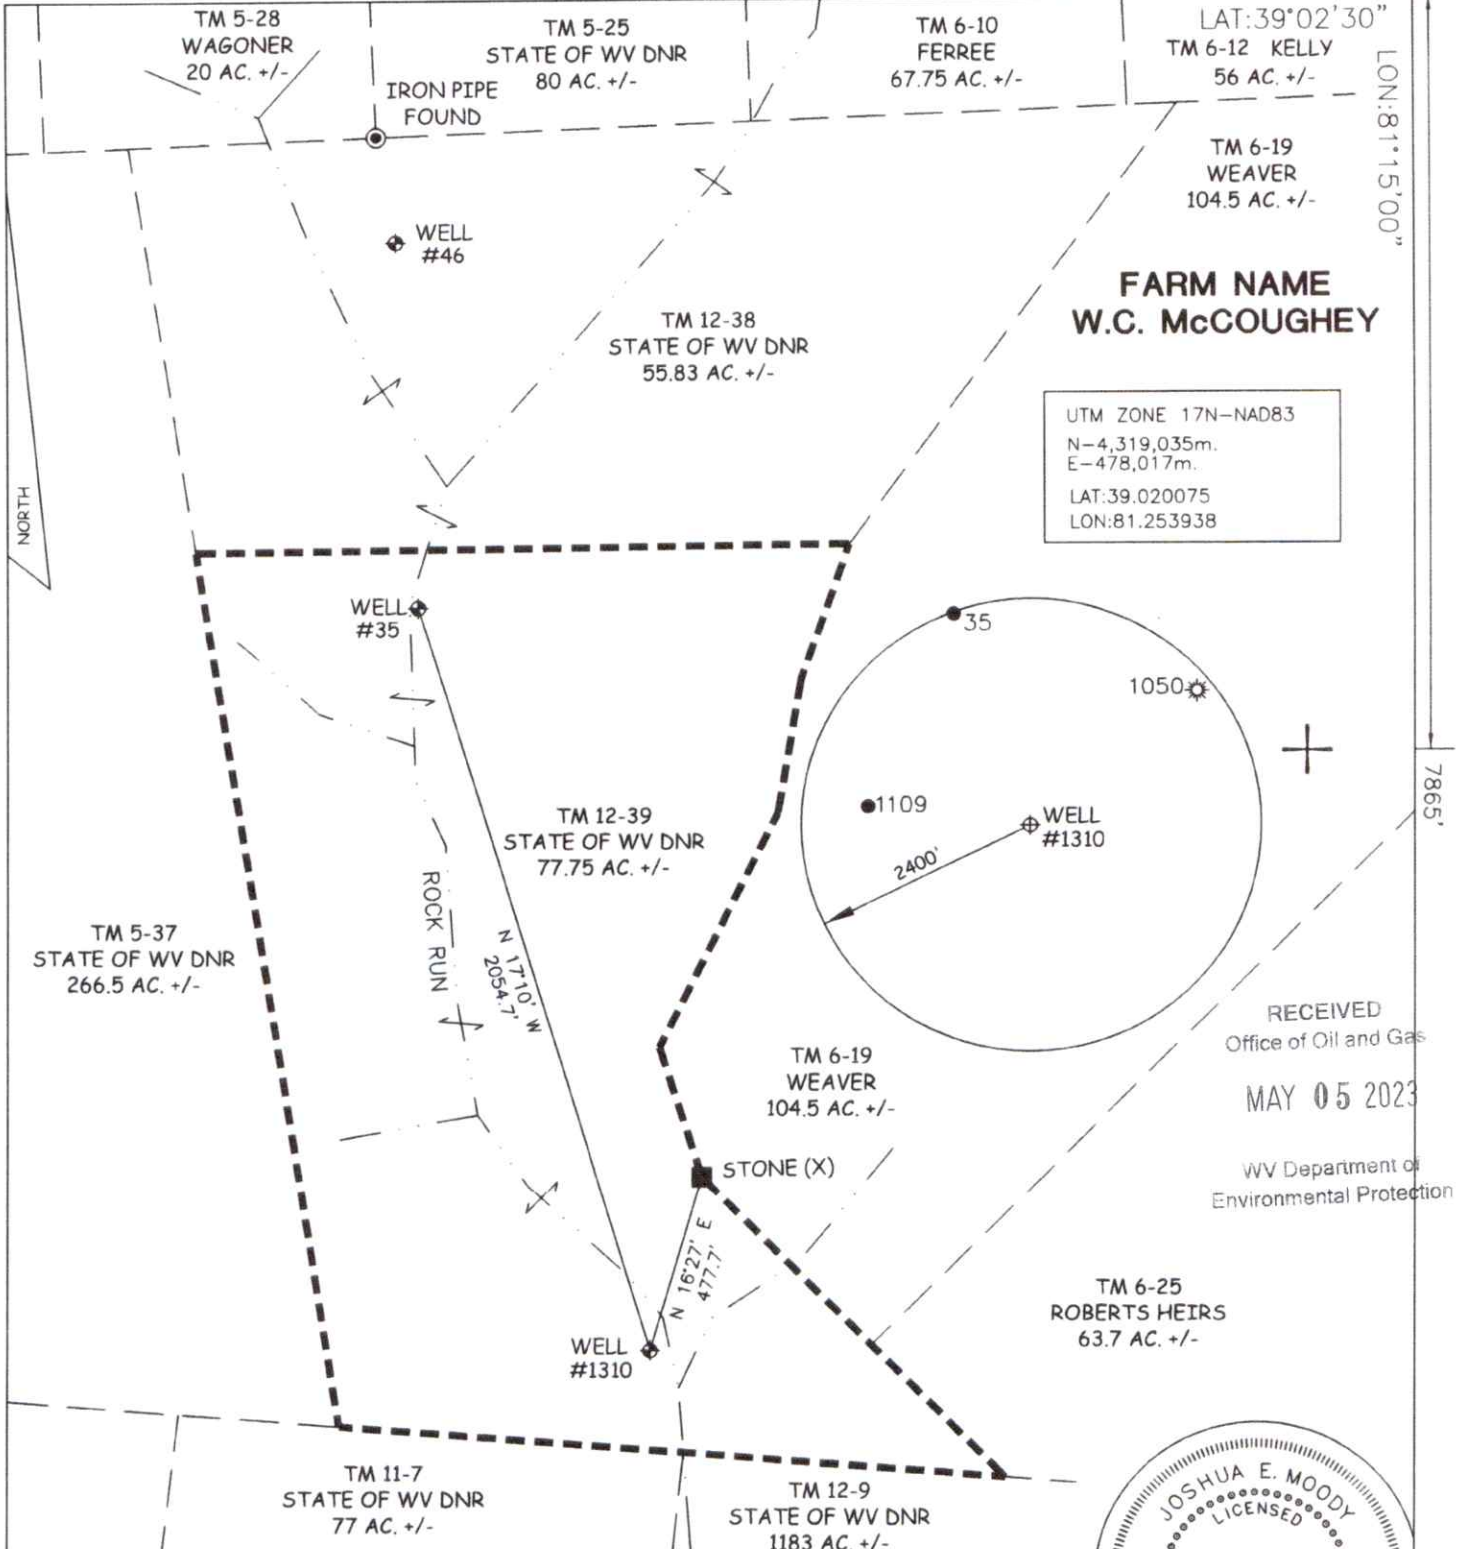 TM 5-28
WAGONER
20 AC. +/-
TM 5-25
STATE OF WV DNR
80 AC. +/-
TM 6-10
FERREE
67.75 AC. +/-
LAT:39°02'30"
TM 6-12 KELLY
56 AC. +/-
LON:81°15'00"
IRON PIPE
FOUND
TM 6-19
WEAVER
104.5 AC. +/-
WELL
#46
FARM NAME
W.C. McCOUGHEY
TM 12-38
STATE OF WV DNR
55.83 AC. +/-
UTM ZONE 17N-NAD83
N-4,319,035m.
E-478,017m.
LAT:39.020075
LON:81.253938
NORTH
WELL
#35
35
1050
1109
WELL
#1310
2400'
7865'
TM 12-39
STATE OF WV DNR
77.75 AC. +/-
ROCK RUN
N 17°10' W
2054.7'
TM 5-37
STATE OF WV DNR
266.5 AC. +/-
RECEIVED
Office of Oil and Gas
MAY 05 2023
WV Department of
Environmental Protection
TM 6-19
WEAVER
104.5 AC. +/-
STONE (X)
N 16°27' E
477.7'
TM 6-25
ROBERTS HEIRS
63.7 AC. +/-
WELL
#1310
TM 11-7
STATE OF WV DNR
77 AC. +/-
TM 12-9
STATE OF WV DNR
1183 AC. +/-
JOSHUA E. MOODY
LICENSED